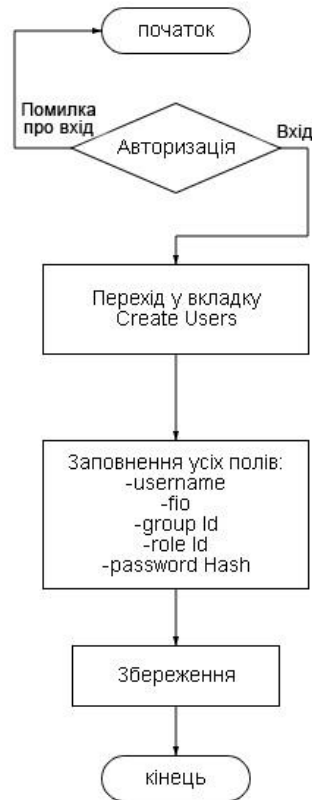 початок
Помилка
про вхід
Авторизація
Вхід
Перехід у вкладку
Create Users
Заповнення усіх полів:
-username
-fio
-group Id
-role Id
-password Hash
Збереження
кінець